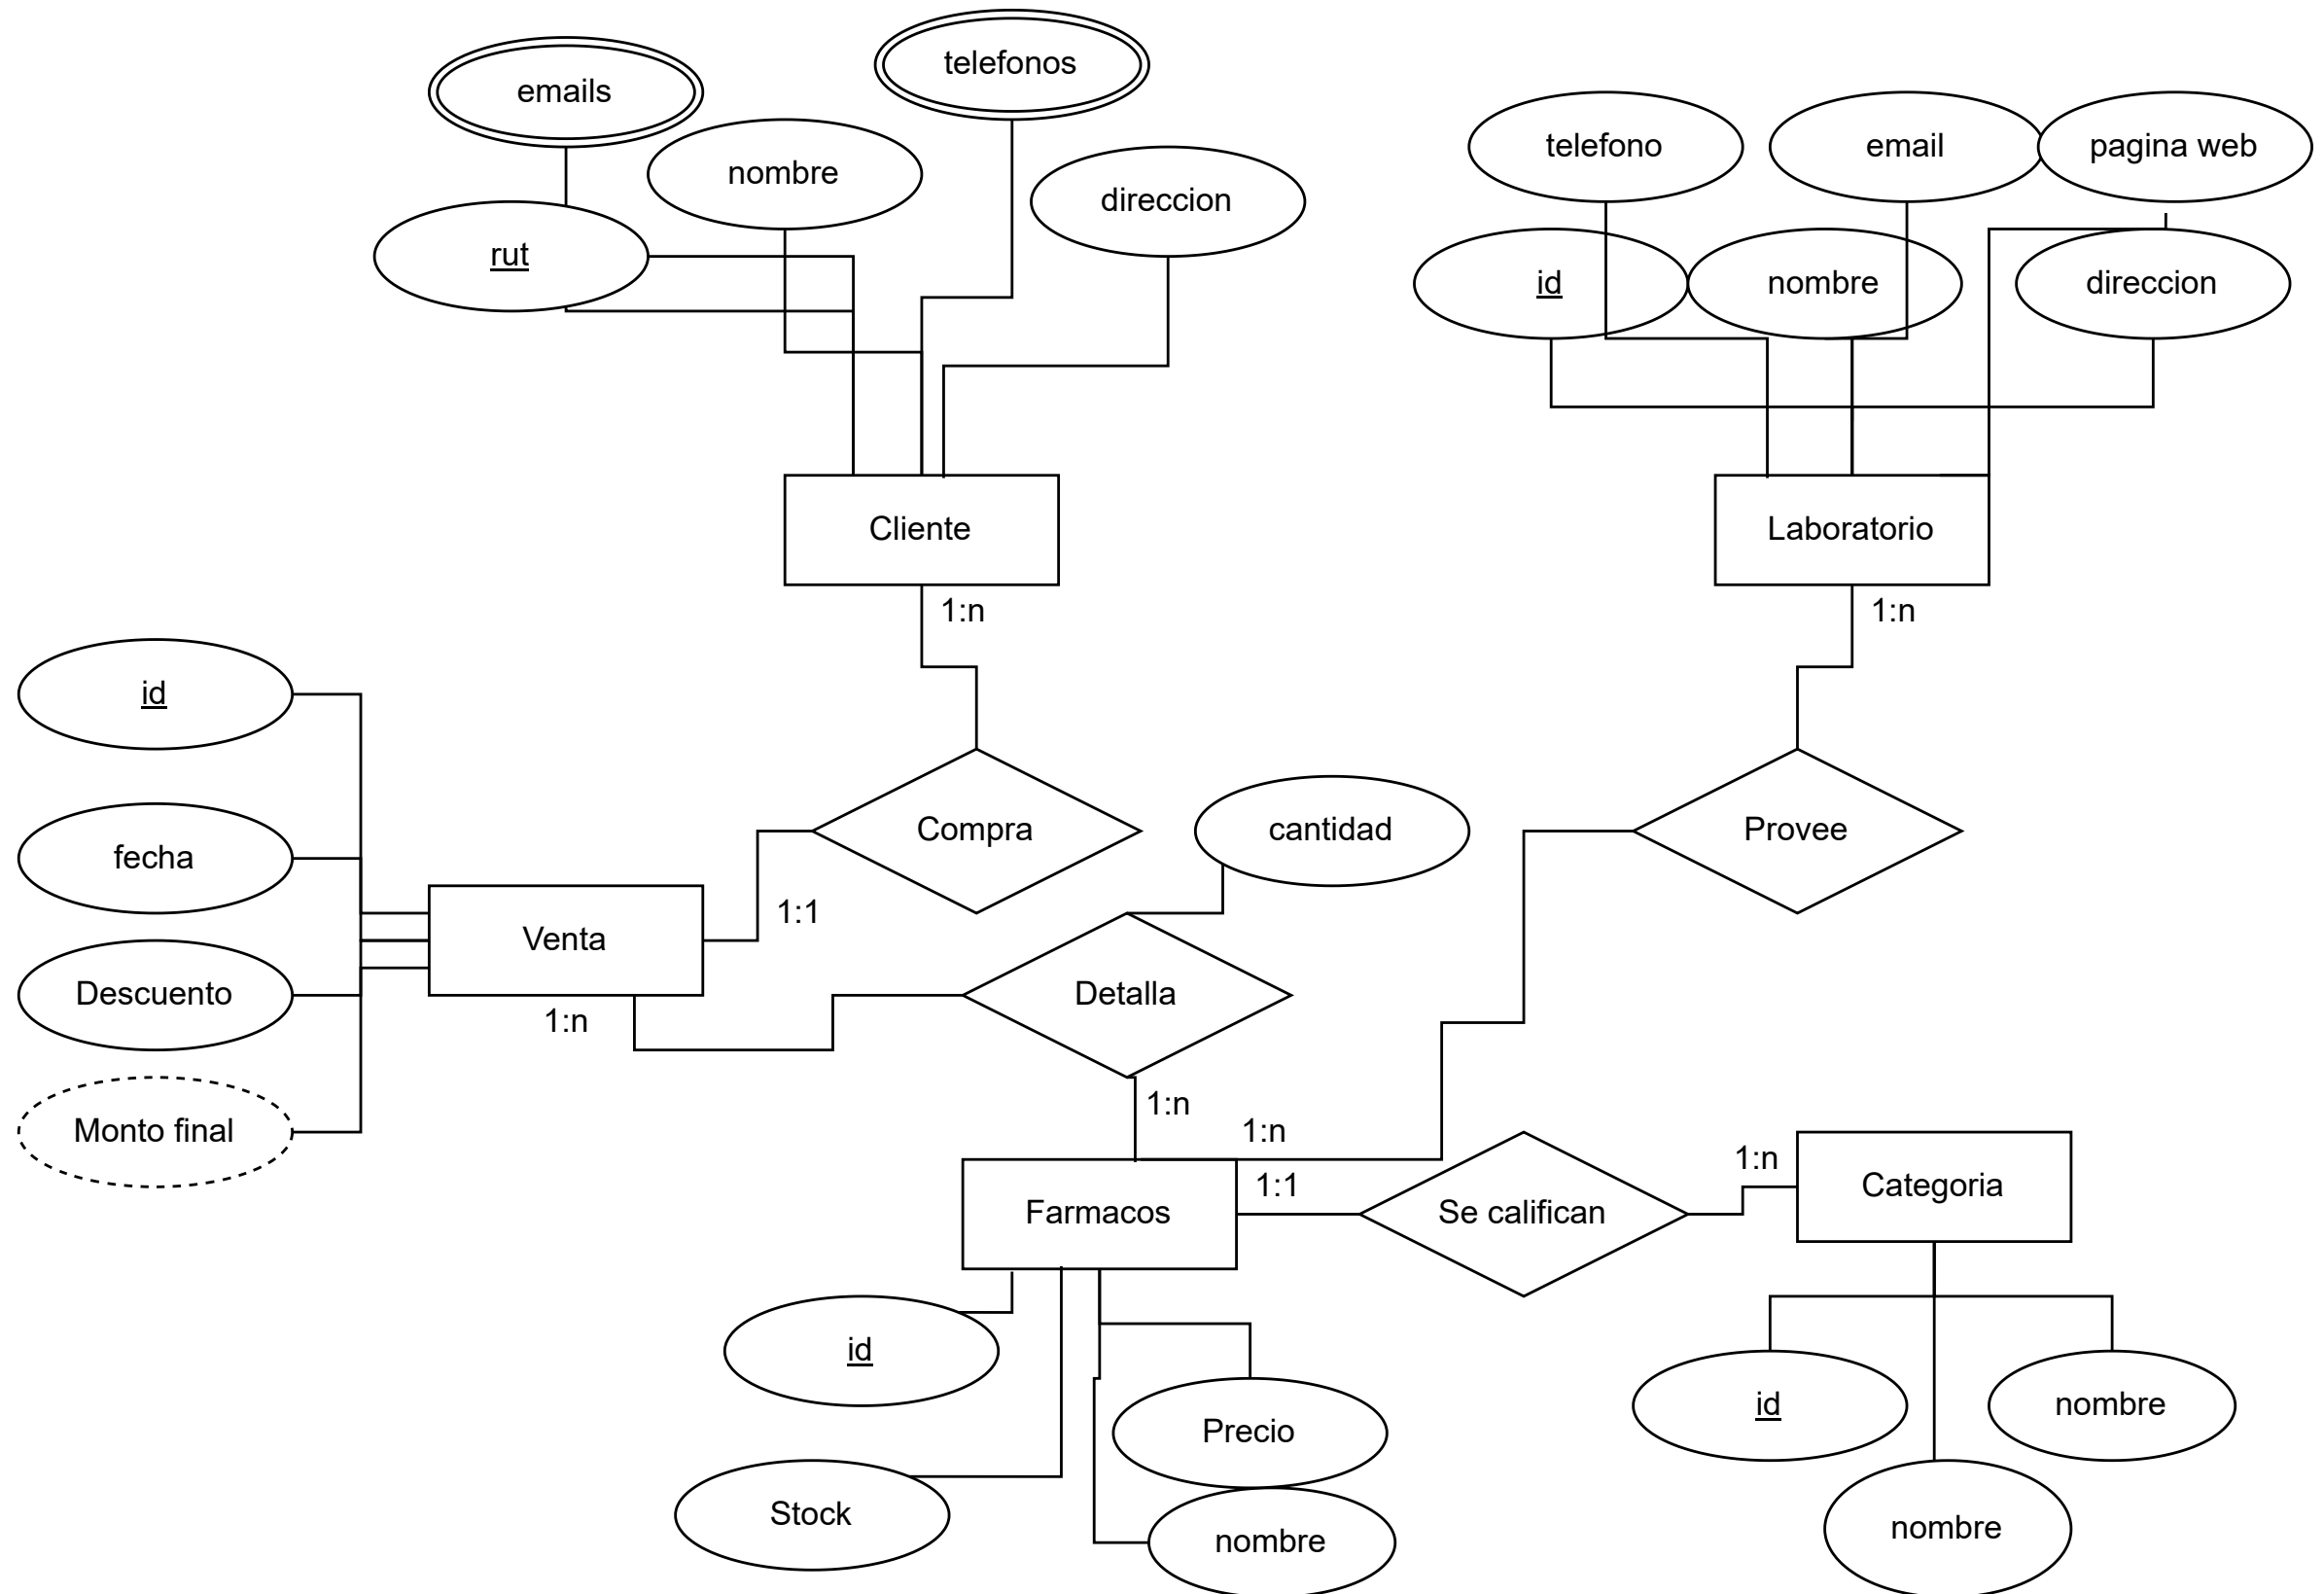 telefonos
emails
telefono
email
pagina web
nombre
direccion
rut
id
nombre
direccion
Cliente
Laboratorio
1:n
1:n
id
Compra
cantidad
Provee
fecha
1:1
Venta
Descuento
Detalla
1:n
1:n
Monto final
1:n
1:n
1:1
Categoria
Farmacos
Se califican
id
id
nombre
Precio
Stock
nombre
nombre